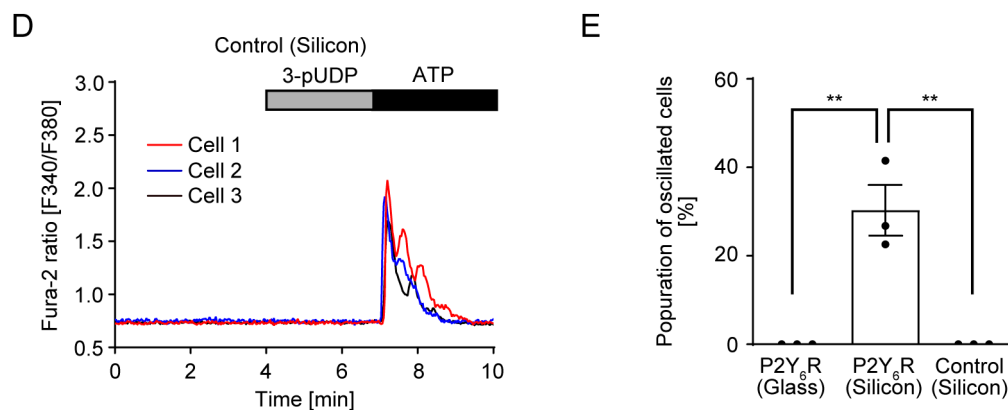 D
Control (Silicon)
3-pUDP
ATP
Fura-2 ratio [F340/F380]
3.0
2.5
2.0
1.5
1.0
0.5
Cell 1
Cell 2
Cell 3
0 2 4 6 8 10
Time [min]
E
Popuration of oscillated cells
[%]
60
40
20
0
** **
P2Y₆R P2Y₆R Control
(Glass) (Silicon) (Silicon)